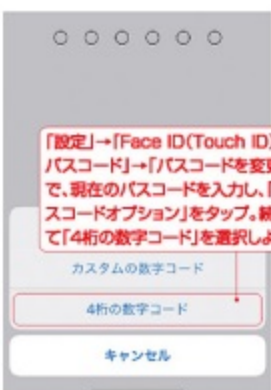 「設定」→「Face ID(Touch ID)
パスコード」→「パスコードを変更
で、現在のパスコードを入力し、「
スコードオプション」をタップ。続
て「4桁の数字コード」を選択しよ
カスタムの数字コード
4桁の数字コード
キャンセル